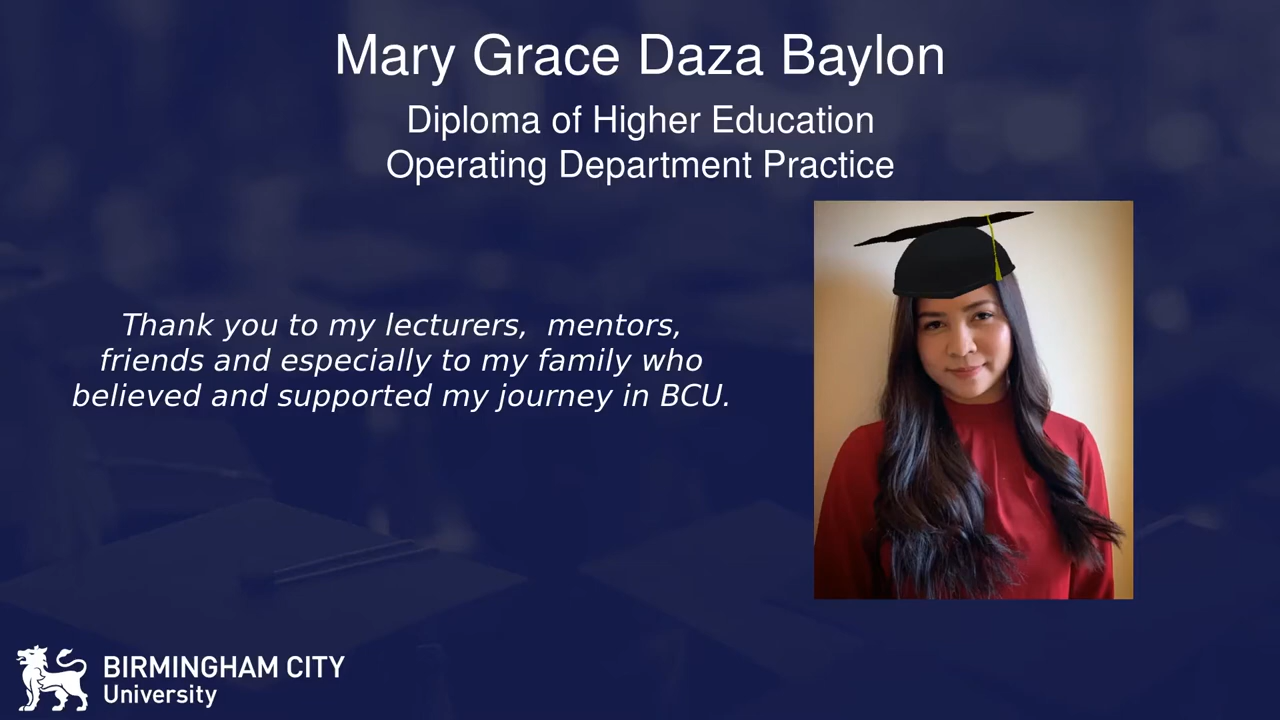 Mary Grace Daza Baylon
Diploma of Higher Education
Operating Department Practice
Thank you to my lecturers,  mentors,
friends and especially to my family who
believed and supported my journey in BCU.
BIRMINGHAM CITY
University